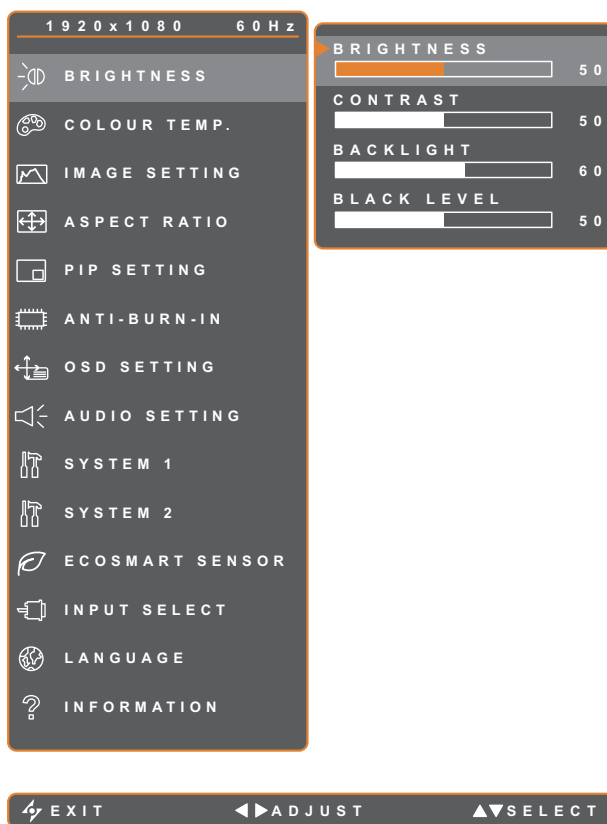 1920x1080 60Hz
BRIGHTNESS
COLOUR TEMP.
IMAGE SETTING
ASPECT RATIO
PIP SETTING
ANTI-BURN-IN
OSD SETTING
AUDIO SETTING
SYSTEM 1
SYSTEM 2
ECOSMART SENSOR
INPUT SELECT
LANGUAGE
INFORMATION
BRIGHTNESS
50
CONTRAST
50
BACKLIGHT
60
BLACK LEVEL
50
EXIT ◀▶ADJUST ▲▼SELECT